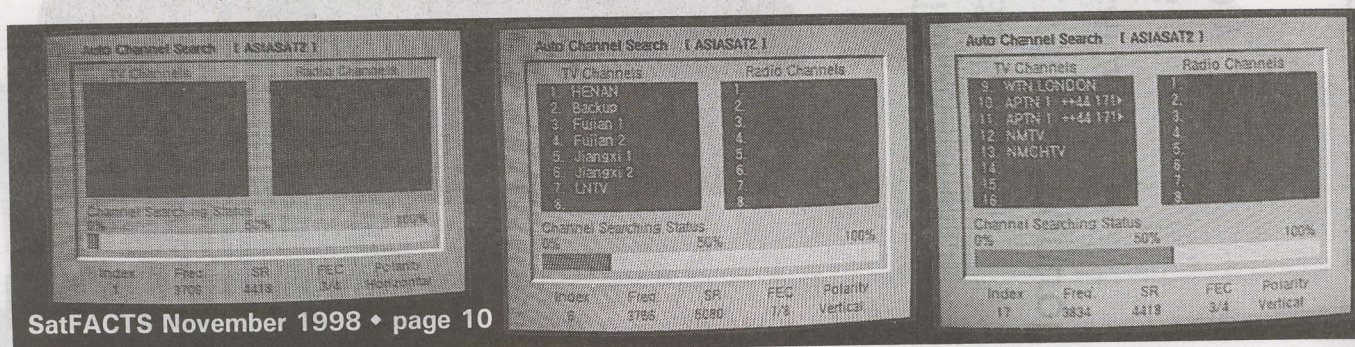 Auto Channel Search [ ASIASAT2 ]
TV Channels Radio Channels
Channel Searching Status
0% 50% 100%
Index Freq. SR FEC Polarity
1 3706 4418 3/4 Horizontal
SatFACTS November 1998 • page 10
Auto Channel Search [ ASIASAT2 ]
TV Channels Radio Channels
1. HENAN 1.
2. Backup 2.
3. Fujian 1 3.
4. Fujian 2 4.
5. Jiangxi 1 5.
6. Jiangxi 2 6.
7. LNTV 7.
8. 8.
Channel Searching Status
0% 50% 100%
Index Freq. SR FEC Polarity
8 3766 5080 7/8 Vertical
Auto Channel Search [ ASIASAT2 ]
TV Channels Radio Channels
9. WTN LONDON 1.
10. APTN 1 ++44 171▸ 2.
11. APTN 1 ++44 171▸ 3.
12. NMTV 4.
13. NMCHTV 5.
14. 6.
15. 7.
16. 8.
Channel Searching Status
0% 50% 100%
Index Freq. SR FEC Polarity
17 3834 4418 3/4 Vertical